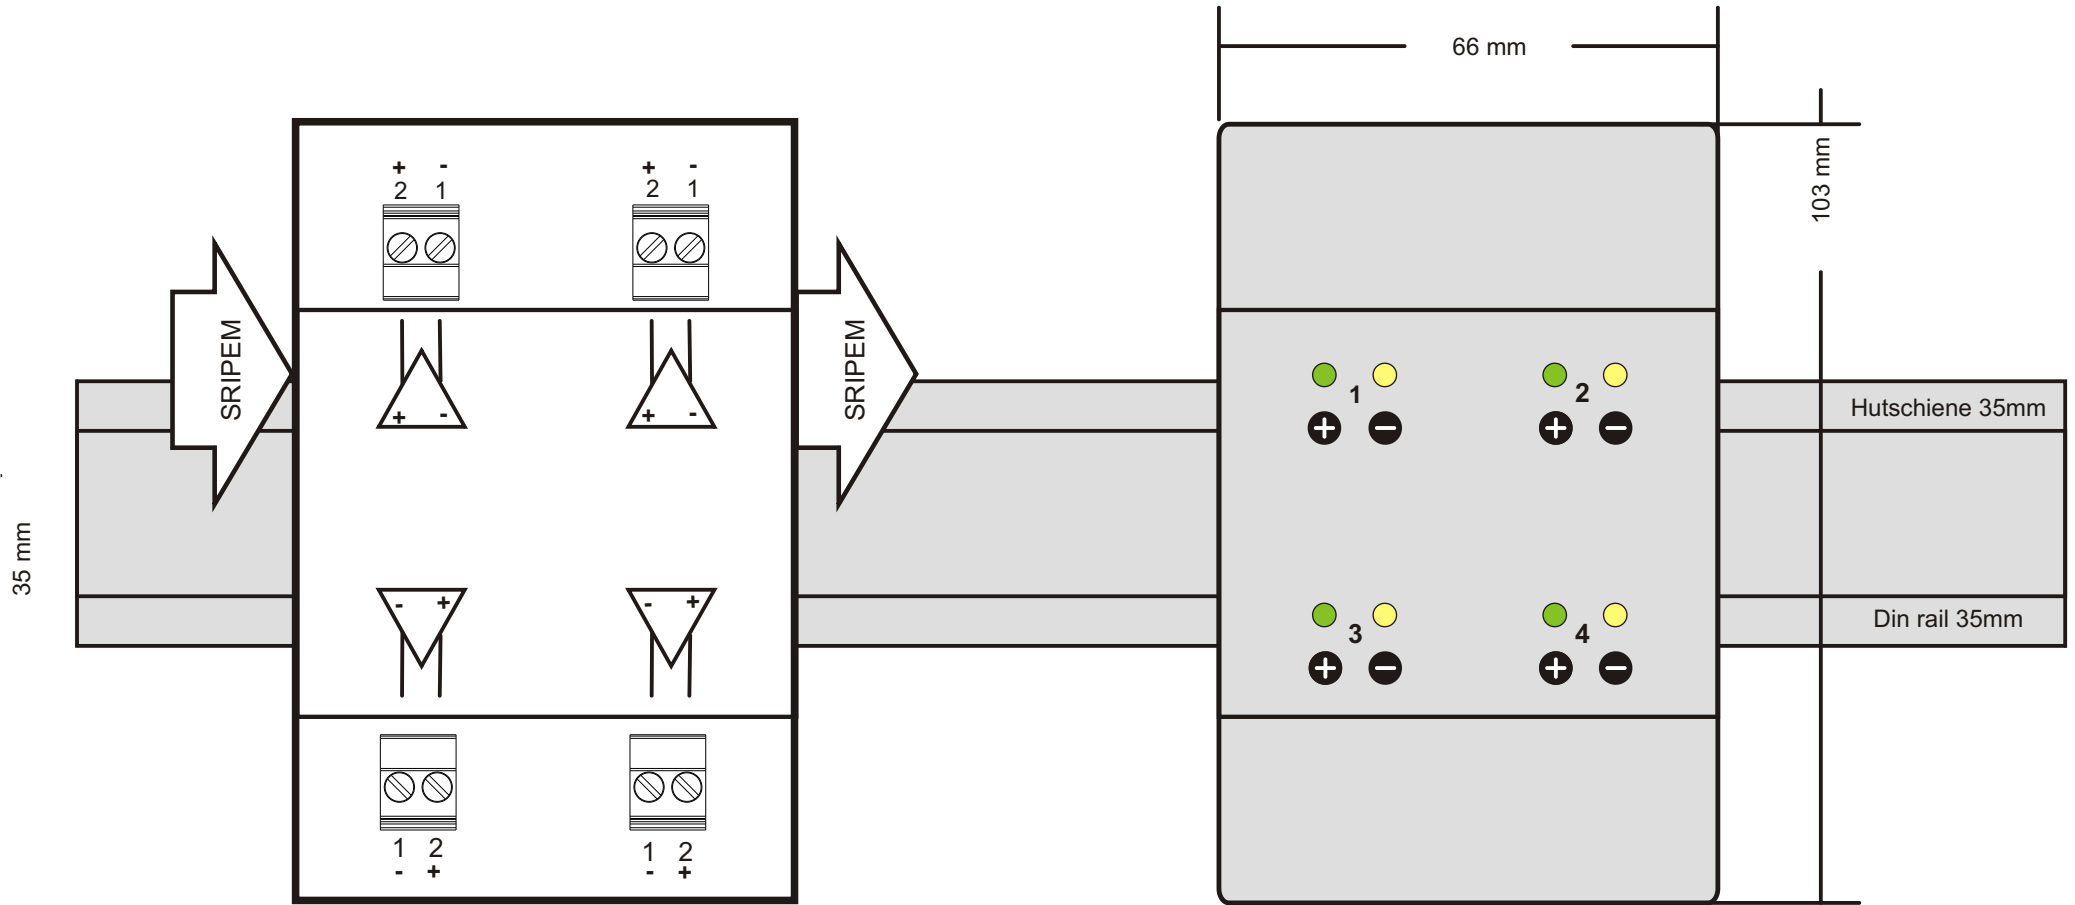 66 mm
103 mm
+ - + -
2 1 2 1
SRIPEM
SRIPEM
+ - + -
1 2
+ - + -
Hutschiene 35mm
35 mm
- + - +
3 4
+ - + -
Din rail 35mm
1 2 1 2
- + - +